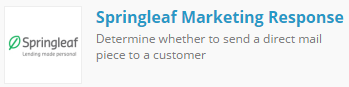 Springleaf Marketing Response
Springleaf
Lending made personal
Determine whether to send a direct mail
piece to a customer